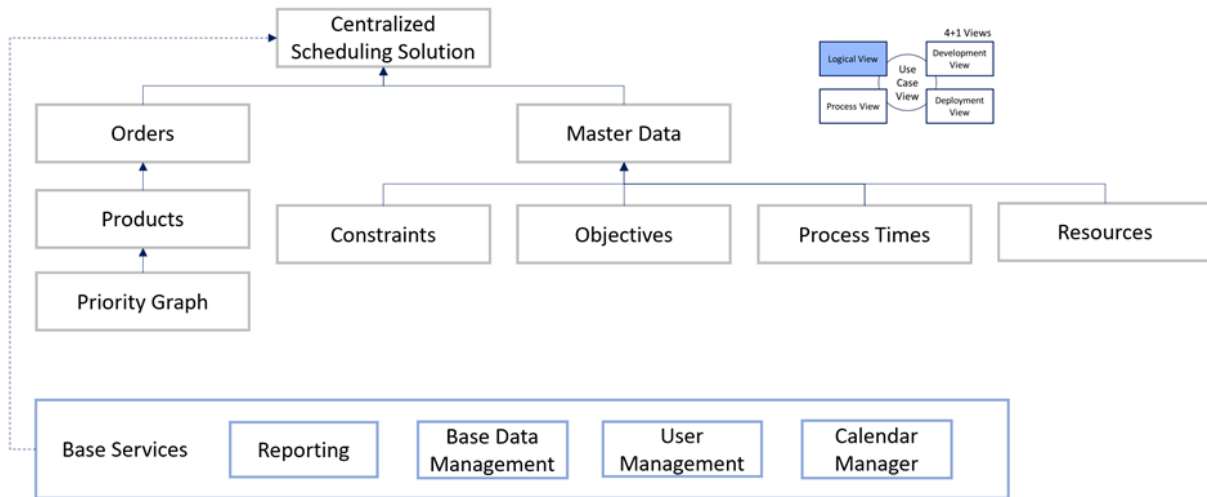 Centralized
Scheduling Solution
4+1 Views
Logical View
Development
View
Use
Case
View
Process View
Deployment
View
Orders
Master Data
Products
Constraints
Objectives
Process Times
Resources
Priority Graph
Base Services
Reporting
Base Data
Management
User
Management
Calendar
Manager